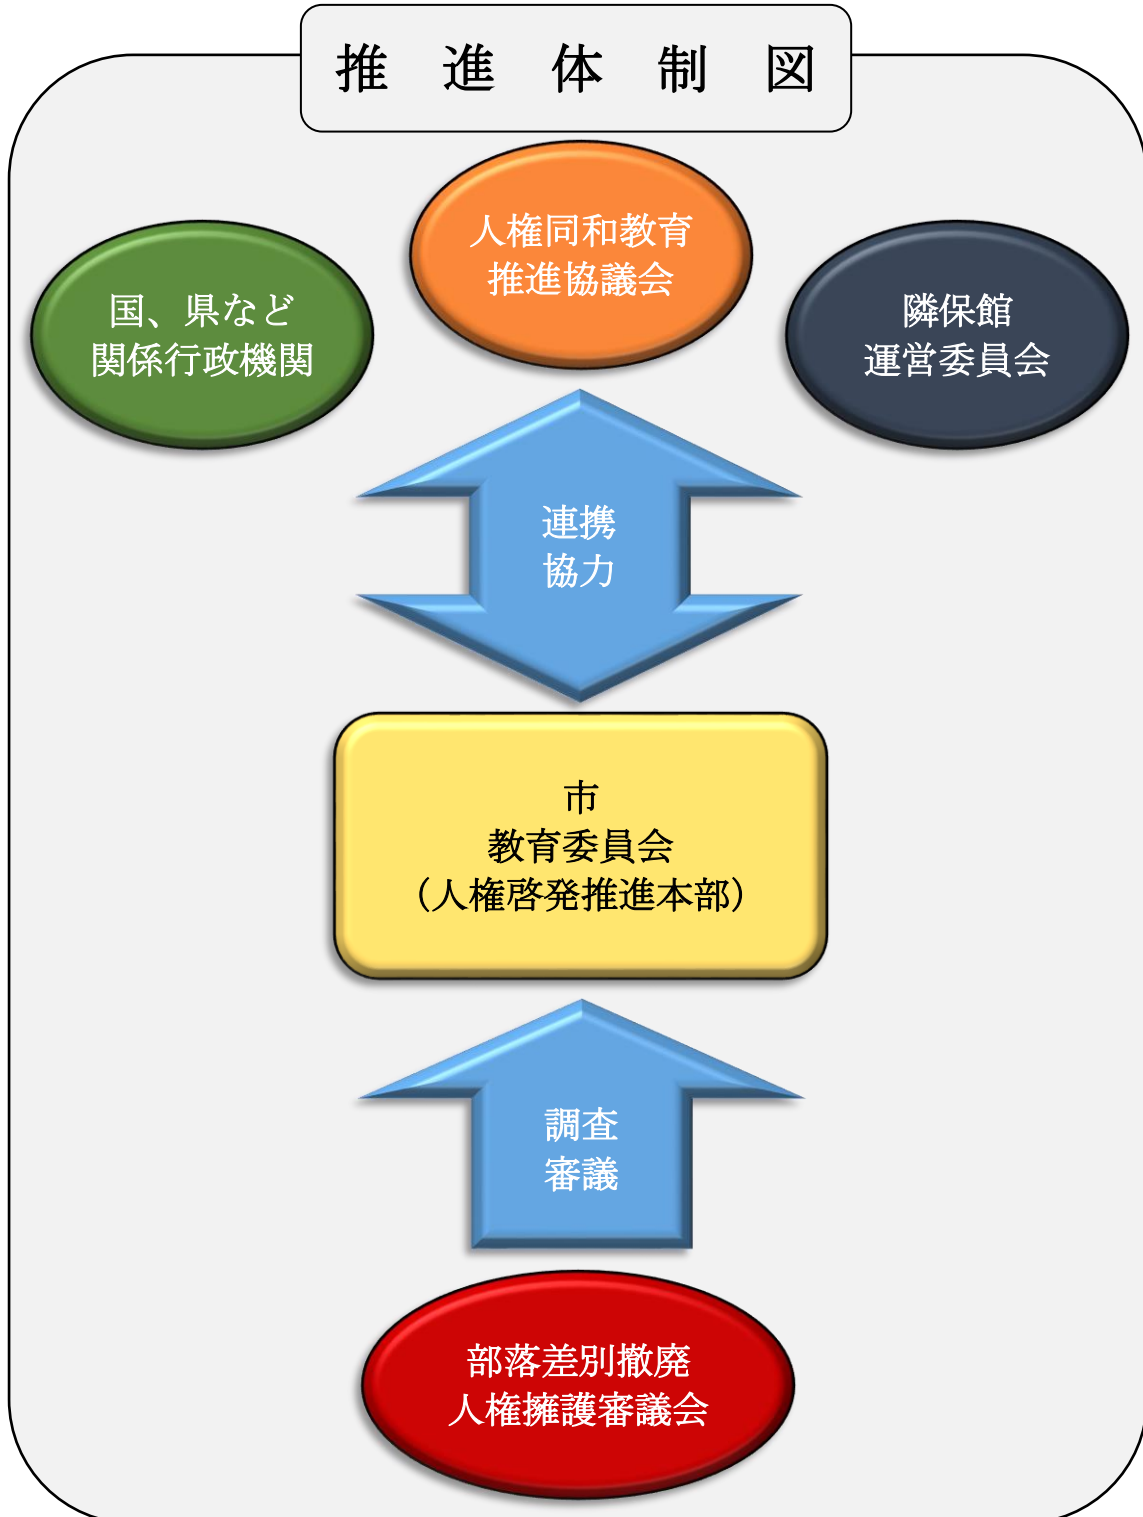 推進体制図
人権同和教育
推進協議会
国、県など
関係行政機関
隣保館
運営委員会
連携
協力
市
教育委員会
（人権啓発推進本部）
調査
審議
部落差別撤廃
人権擁護審議会